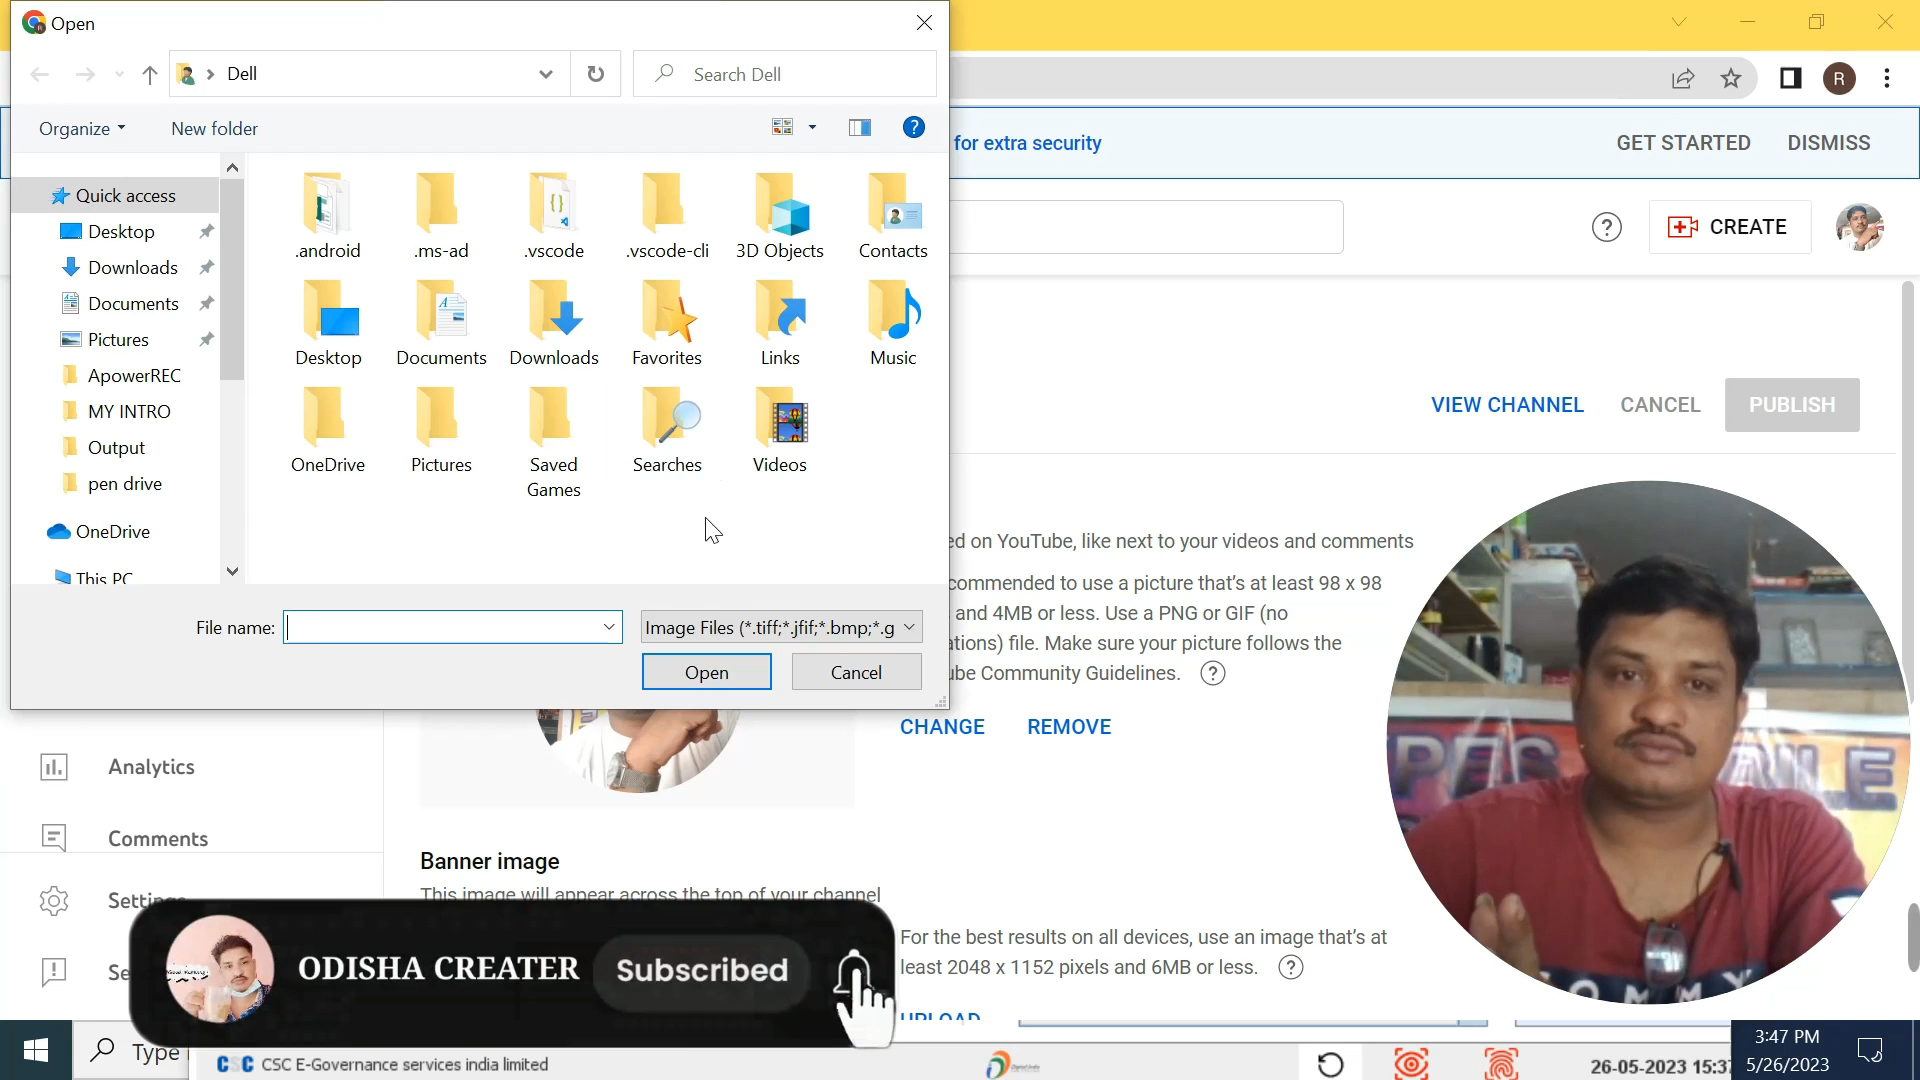 Open
Dell
Search Dell
Organize
New folder
for extra security
GET STARTED
DISMISS
Quick access
Desktop
Downloads
Documents
Pictures
ApowerREC
MY INTRO
Output
pen drive
OneDrive
This PC
.android
.ms-ad
.vscode
.vscode-cli
3D Objects
Contacts
Desktop
Documents
Downloads
Favorites
Links
Music
OneDrive
Pictures
Saved Games
Searches
Videos
R
CREATE
VIEW CHANNEL
CANCEL
PUBLISH
File name:
Image Files (*.tiff;*.jfif;*.bmp;*.g
Open
Cancel
on YouTube, like next to your videos and comments
to use a picture that's at least 98 x 98
and 4MB or less. Use a PNG or GIF (no
file. Make sure your picture follows the
Community Guidelines.
CHANGE
REMOVE
Analytics
Comments
Settings
Banner image
This image will appear across the top of your channel
For the best results on all devices, use an image that's at
least 2048 x 1152 pixels and 6MB or less.
UPLOAD
ODISHA CREATER
Subscribed
Type
CSC CSC E-Governance services india limited
26-05-2023 15:37
3:47 PM
5/26/2023